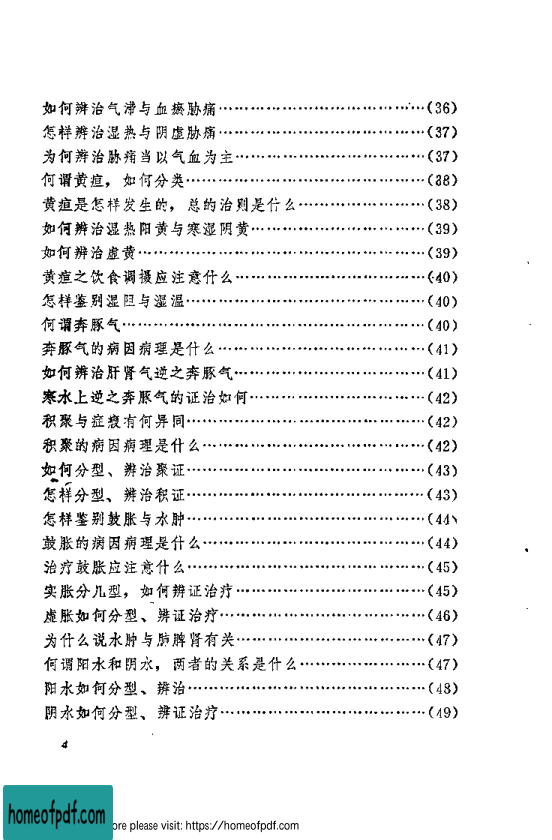 如何辨治气滞与血瘀胁痛……………………………(36)
怎样辨治湿热与阴虚胁痛……………………………(37)
为何辨治胁痛当以气血为主…………………………(37)
何谓黄疸，如何分类…………………………………(38)
黄疸是怎样发生的，总的治则是什么………………(38)
如何辨治湿热阳黄与寒湿阴黄………………………(39)
如何辨治虚黄…………………………………………(39)
黄疸之饮食调摄应注意什么…………………………(40)
怎样鉴别湿阻与湿温…………………………………(40)
何谓奔豚气……………………………………………(40)
奔豚气的病因病理是什么……………………………(41)
如何辨治肝肾气逆之奔豚气…………………………(41)
寒水上逆之奔豚气的证治如何………………………(42)
积聚与症瘕有何异同…………………………………(42)
积聚的病因病理是什么………………………………(42)
如何分型、辨治聚证…………………………………(43)
怎样分型、辨治积证…………………………………(43)
怎样鉴别鼓胀与水肿…………………………………(44)
鼓胀的病因病理是什么………………………………(44)
治疗鼓胀应注意什么…………………………………(45)
实胀分几型，如何辨证治疗…………………………(45)
虚胀如何分型、辨证治疗……………………………(46)
为什么说水肿与肺脾肾有关…………………………(47)
何谓阳水和阴水，两者的关系是什么………………(47)
阳水如何分型、辨治…………………………………(48)
阴水如何分型、辨证治疗……………………………(49)
4
homeofpdf.com
ore please visit: https://homeofpdf.com